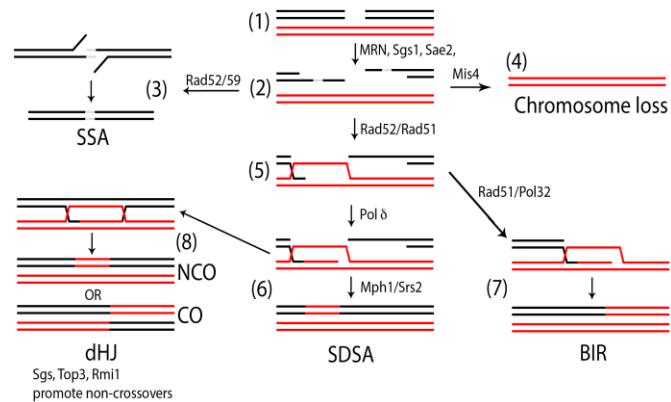 (1)
MRN, Sgs1, Sae2,
(4)
Mis4
Chromosome loss
(2)
Rad52/59
(3)
SSA
Rad52/Rad51
(5)
Rad51/Pol32
Pol δ
(8)
NCO
OR
CO
dHJ
Sgs, Top3, Rmi1
promote non-crossovers
(6)
Mph1/Srs2
SDSA
(7)
BIR